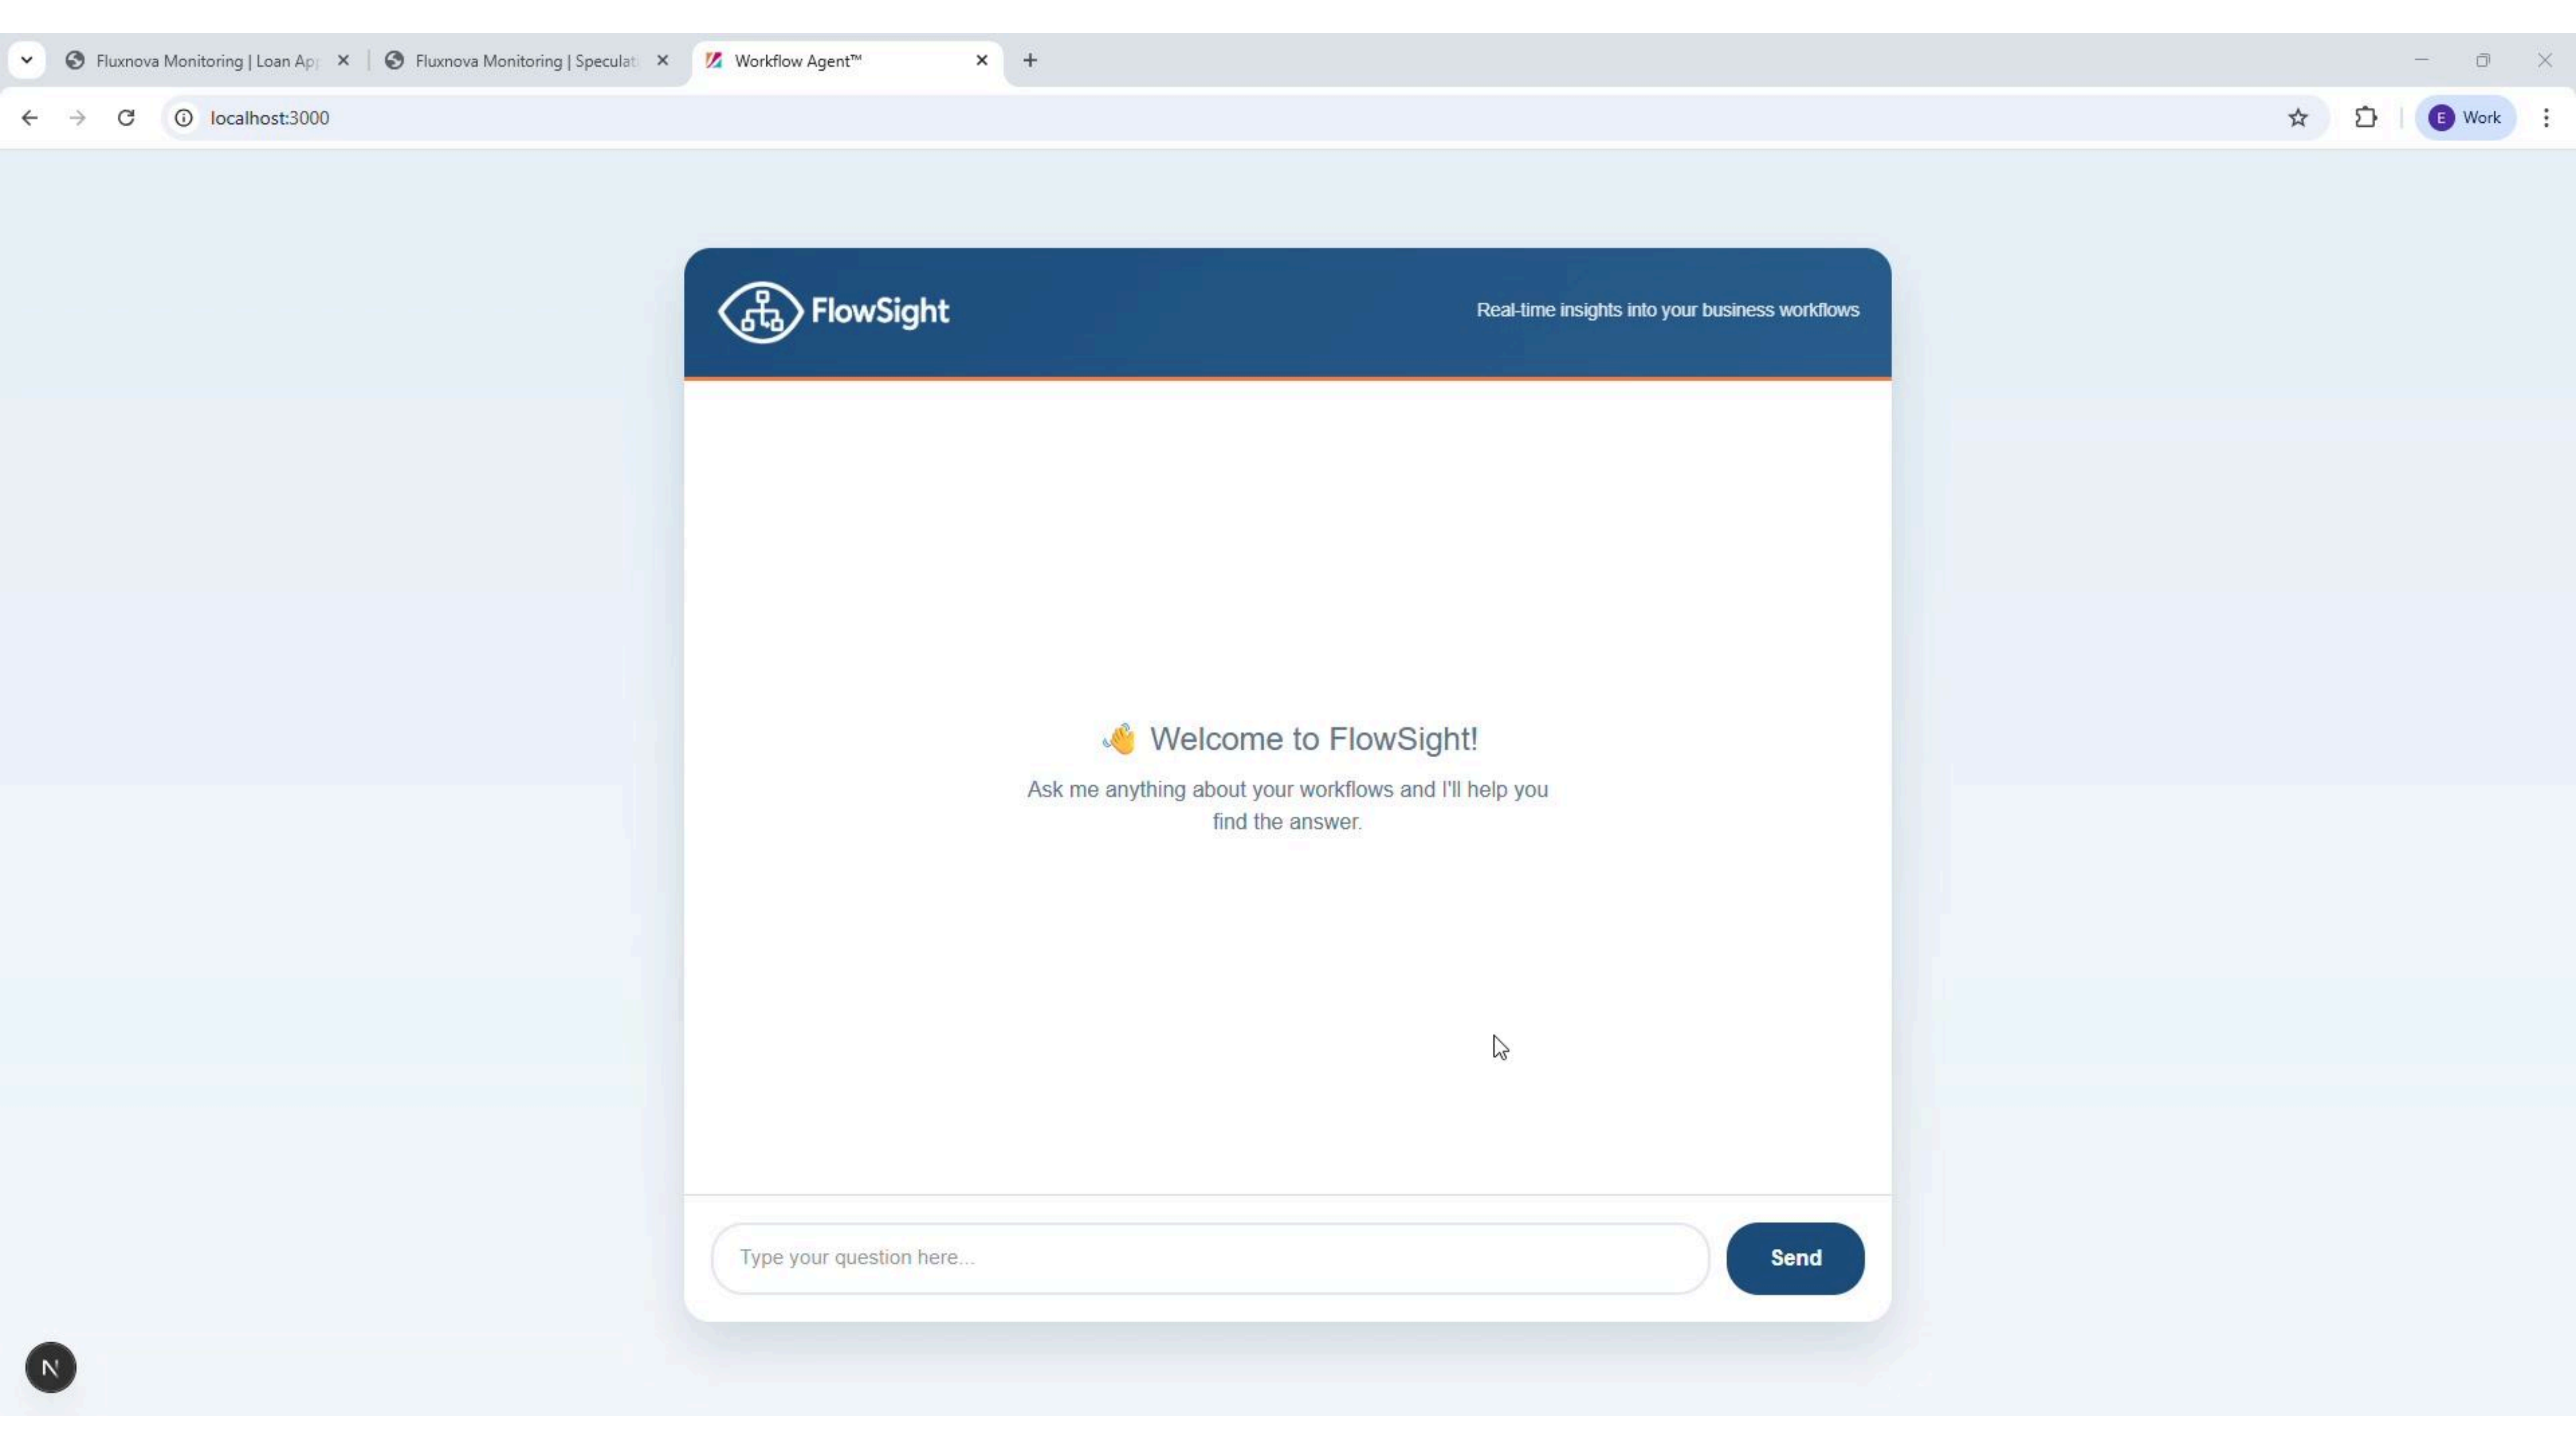 Fluxnova Monitoring | Loan App
Fluxnova Monitoring | Speculat
Workflow Agent™
localhost:3000
E
Work
FlowSight
Real-time insights into your business workflows
👋 Welcome to FlowSight!
Ask me anything about your workflows and I'll help you
find the answer.
Type your question here...
Send
N